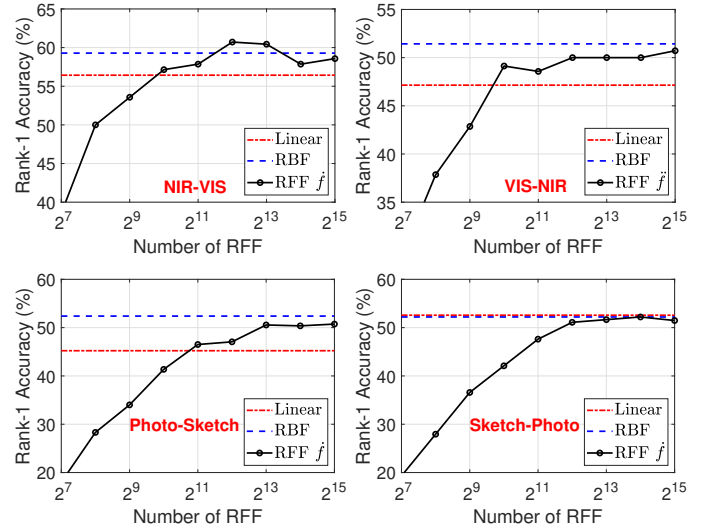 Rank-1 Accuracy (%)
65
60
55
50
45
40
2^7 2^9 2^11 2^13 2^15
Number of RFF
NIR-VIS
Linear
RBF
RFF ḟ
Rank-1 Accuracy (%)
55
50
45
40
35
2^7 2^9 2^11 2^13 2^15
Number of RFF
VIS-NIR
Linear
RBF
RFF f̈
Rank-1 Accuracy (%)
60
50
40
30
20
2^7 2^9 2^11 2^13 2^15
Number of RFF
Photo-Sketch
Linear
RBF
RFF ḟ
Rank-1 Accuracy (%)
60
50
40
30
20
2^7 2^9 2^11 2^13 2^15
Number of RFF
Sketch-Photo
Linear
RBF
RFF ḟ